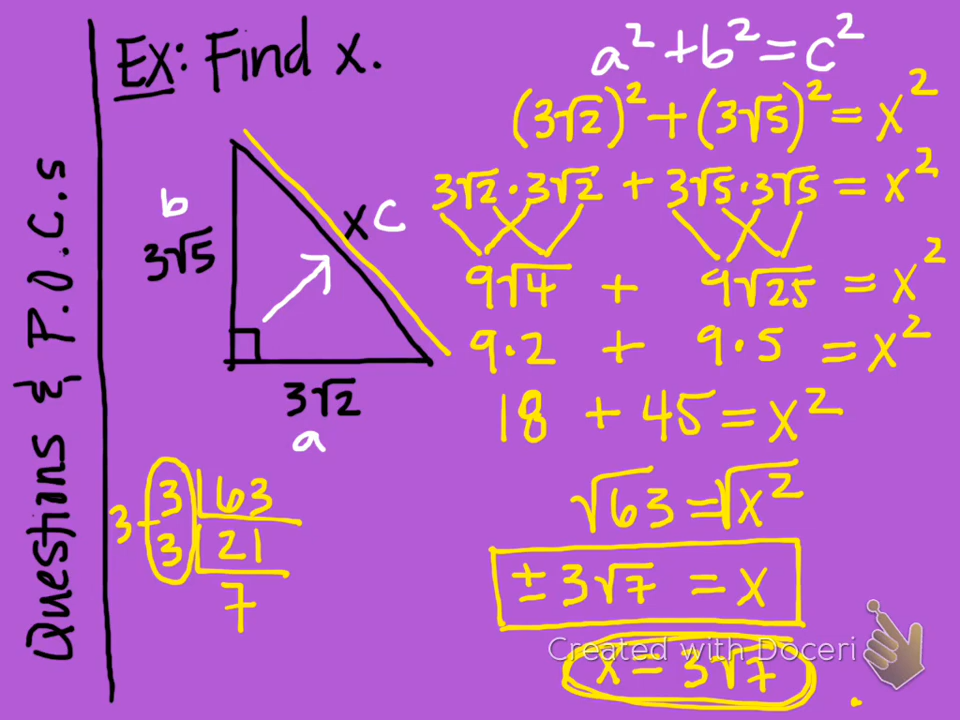 Questions & P.O.C.s
Ex: Find x.
b
3√5
x c
3√2
a
a² + b² = c²
(3√2)² + (3√5)² = x²
3√2 · 3√2 + 3√5 · 3√5 = x²
9√4 + 9√25 = x²
9·2 + 9·5 = x²
18 + 45 = x²
√63 = √x²
± 3√7 = x
x = 3√7
3 3 63
3 21
7
Created with Doceri